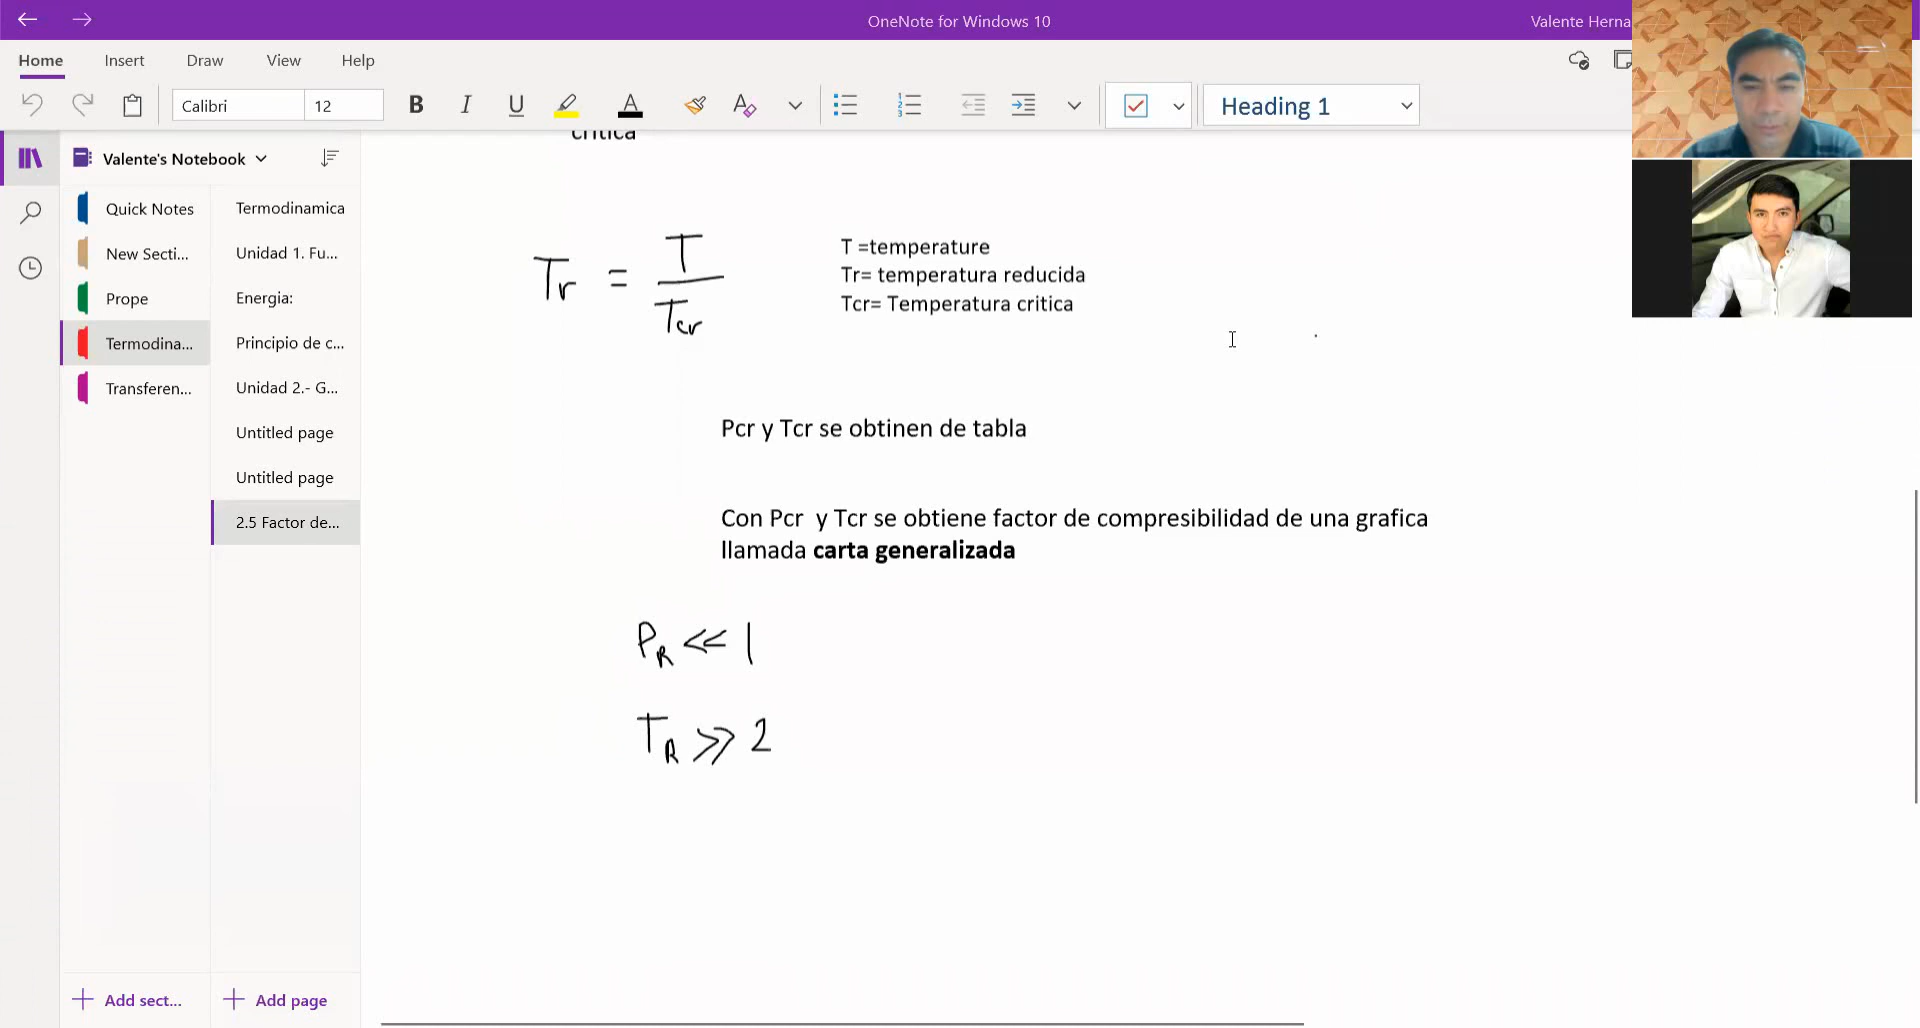 OneNote for Windows 10
Valente Herna
Home Insert Draw View Help
Calibri 12 B I U A A Heading 1
critica
Valente's Notebook
Quick Notes
New Secti...
Prope
Termodina...
Transferen...
Termodinamica
Unidad 1. Fu...
Energia:
Principio de c...
Unidad 2.- G...
Untitled page
Untitled page
2.5 Factor de...
Tr = T / Tcr
T =temperature
Tr= temperatura reducida
Tcr= Temperatura critica
Pcr y Tcr se obtinen de tabla
Con Pcr y Tcr se obtiene factor de compresibilidad de una grafica
llamada carta generalizada
PR << 1
TR >> 2
+ Add sect...
+ Add page